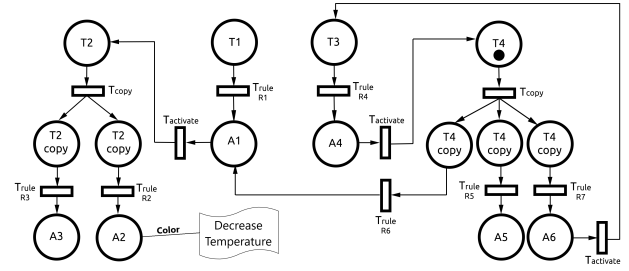 T2
T1
T3
T4
Tcopy
Trule
R1
Trule
R4
Tcopy
Tactivate
Tactivate
T2
copy
T2
copy
A1
A4
T4
copy
T4
copy
T4
copy
Trule
R3
Trule
R2
Trule
R6
Trule
R5
Trule
R7
A3
A2
Color
Decrease
Temperature
A5
A6
Tactivate